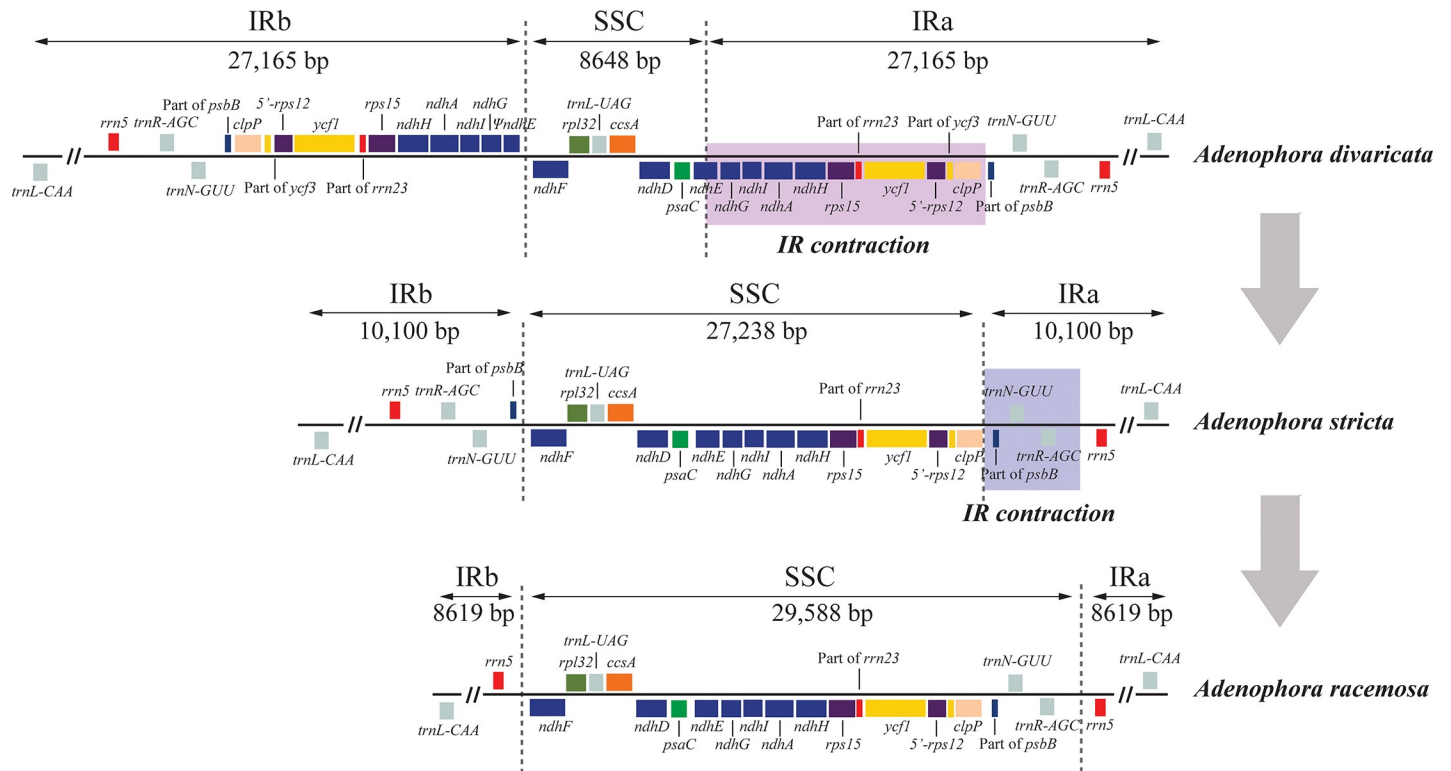 IRb SSC IRa
27,165 bp 8648 bp 27,165 bp
5’-rps12 ndhA ndhG trnL-UAG
Part of psbB rps15 Part of rrn23 Part of ycf3 trnN-GUU trnL-CAA
rrn5 trnR-AGC clpP ycf1 ndhH ndhI ΨndhE rpl32 ccsA
// //
Adenophora divaricata
trnL-CAA trnN-GUU Part of ycf3 Part of rrn23 ndhF ndhD ndhE ndhI ndhH ycf1 clpP trnR-AGC rrn5
psaC ndhG ndhA rps15 5’-rps12 Part of psbB
IR contraction
IRb SSC IRa
10,100 bp 27,238 bp 10,100 bp
Part of psbB trnL-UAG
rrn5 trnR-AGC rpl32 ccsA Part of rrn23 trnN-GUU trnL-CAA
// //
Adenophora stricta
trnL-CAA trnN-GUU ndhF ndhD ndhE ndhI ndhH ycf1 clpP trnR-AGC rrn5
psaC ndhG ndhA rps15 5’-rps12 Part of psbB
IR contraction
IRb SSC IRa
8619 bp 29,588 bp 8619 bp
trnL-UAG
rrn5 rpl32 ccsA Part of rrn23 trnN-GUU trnL-CAA
// //
Adenophora racemosa
trnL-CAA ndhF ndhD ndhE ndhI ndhH ycf1 clpP trnR-AGC rrn5
psaC ndhG ndhA rps15 5’-rps12 Part of psbB